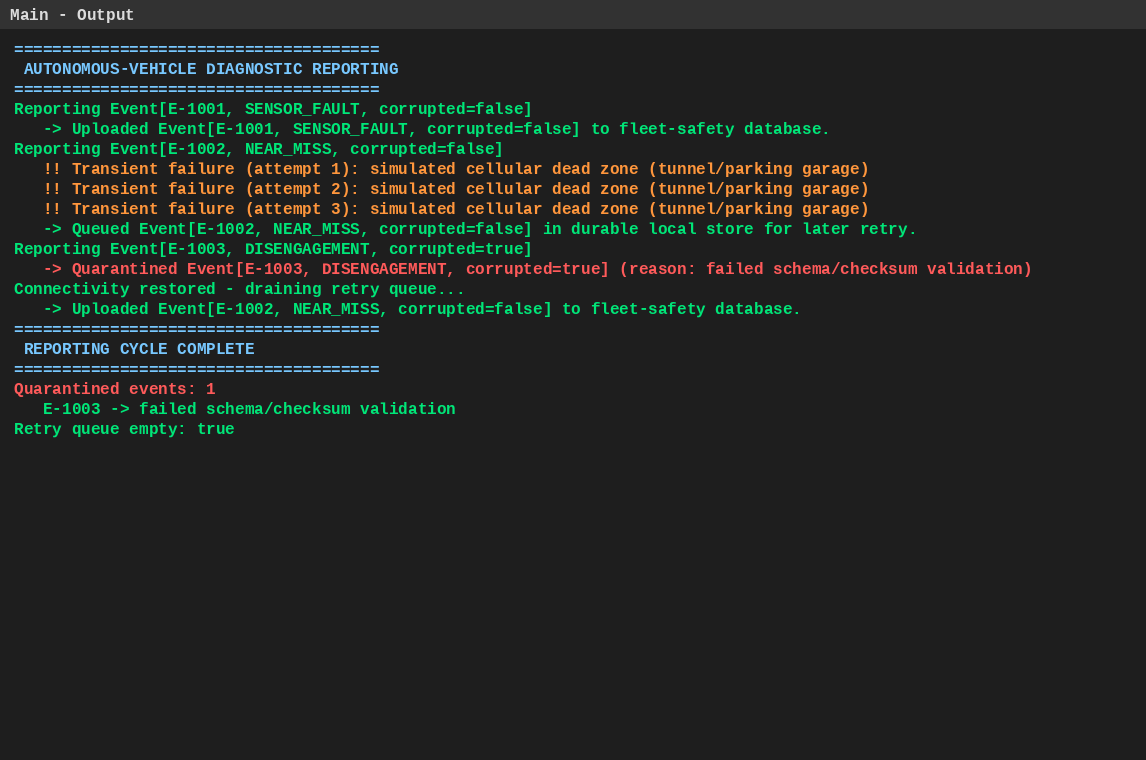 Main - Output
======================================
AUTONOMOUS-VEHICLE DIAGNOSTIC REPORTING
======================================
Reporting Event[E-1001, SENSOR_FAULT, corrupted=false]
   -> Uploaded Event[E-1001, SENSOR_FAULT, corrupted=false] to fleet-safety database.
Reporting Event[E-1002, NEAR_MISS, corrupted=false]
   !! Transient failure (attempt 1): simulated cellular dead zone (tunnel/parking garage)
   !! Transient failure (attempt 2): simulated cellular dead zone (tunnel/parking garage)
   !! Transient failure (attempt 3): simulated cellular dead zone (tunnel/parking garage)
   -> Queued Event[E-1002, NEAR_MISS, corrupted=false] in durable local store for later retry.
Reporting Event[E-1003, DISENGAGEMENT, corrupted=true]
   -> Quarantined Event[E-1003, DISENGAGEMENT, corrupted=true] (reason: failed schema/checksum validation)
Connectivity restored - draining retry queue...
   -> Uploaded Event[E-1002, NEAR_MISS, corrupted=false] to fleet-safety database.
======================================
REPORTING CYCLE COMPLETE
======================================
Quarantined events: 1
   E-1003 -> failed schema/checksum validation
Retry queue empty: true